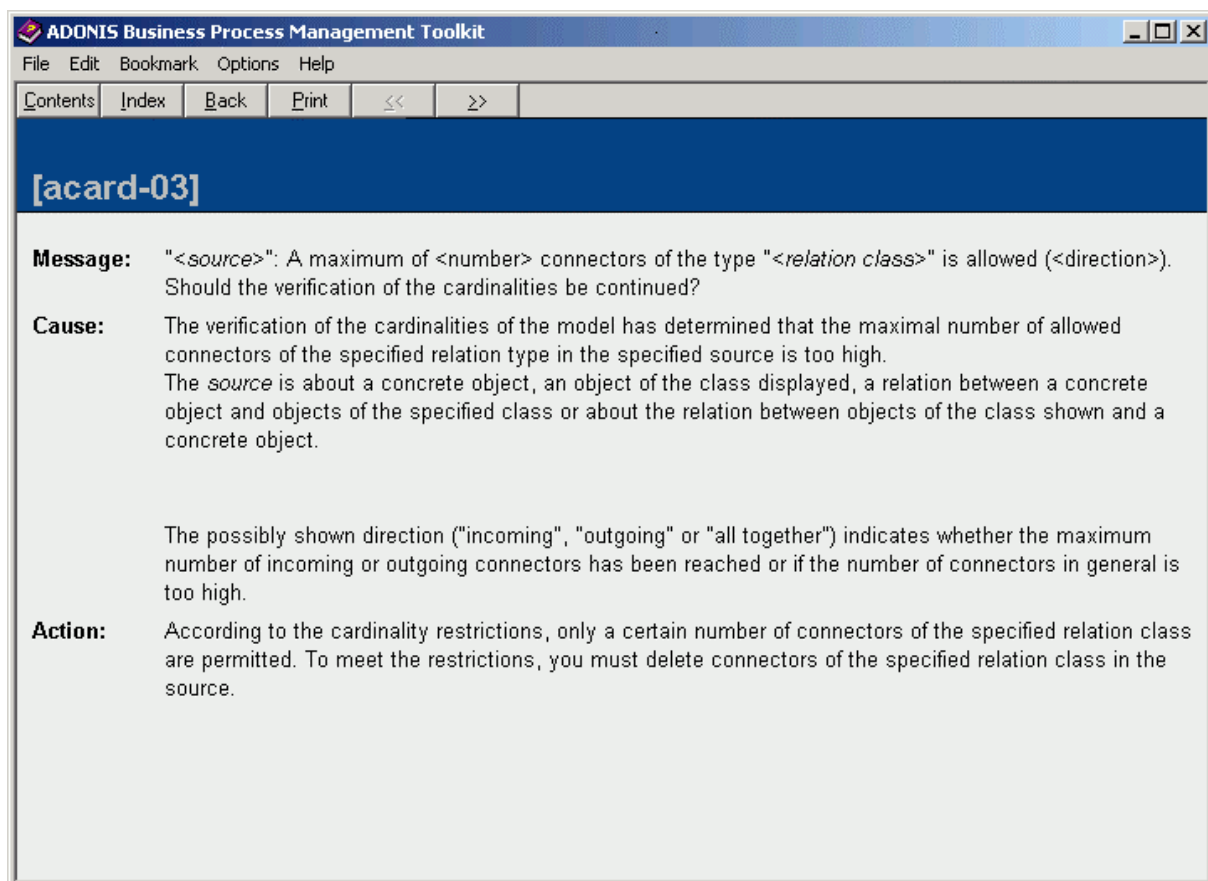 ADONIS Business Process Management Toolkit
File Edit Bookmark Options Help
Contents Index Back Print << >>
[acard-03]
Message: "<source>": A maximum of <number> connectors of the type "<relation class>" is allowed (<direction>).
Should the verification of the cardinalities be continued?
Cause: The verification of the cardinalities of the model has determined that the maximal number of allowed
connectors of the specified relation type in the specified source is too high.
The source is about a concrete object, an object of the class displayed, a relation between a concrete
object and objects of the specified class or about the relation between objects of the class shown and a
concrete object.
The possibly shown direction ("incoming", "outgoing" or "all together") indicates whether the maximum
number of incoming or outgoing connectors has been reached or if the number of connectors in general is
too high.
Action: According to the cardinality restrictions, only a certain number of connectors of the specified relation class
are permitted. To meet the restrictions, you must delete connectors of the specified relation class in the
source.